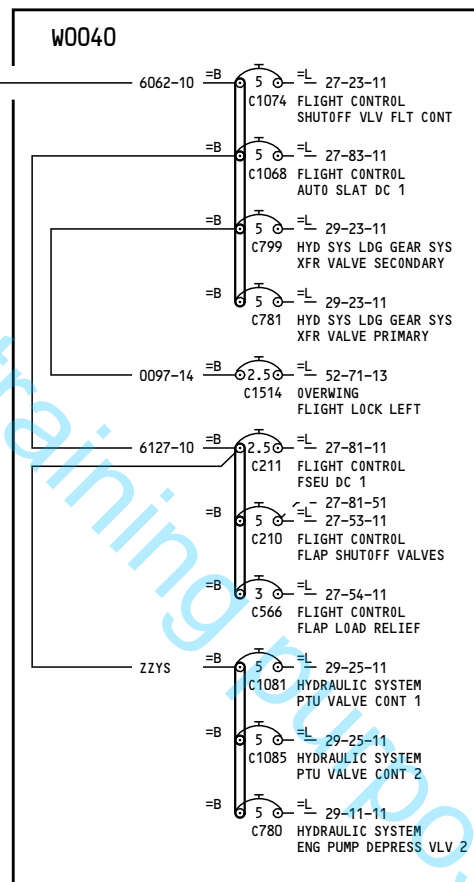 W0040
6062-10 =B 5 =L 27-23-11
C1074 FLIGHT CONTROL
SHUTOFF VLV FLT CONT
=B 5 =L 27-83-11
C1068 FLIGHT CONTROL
AUTO SLAT DC 1
=B 5 =L 29-23-11
C799 HYD SYS LDG GEAR SYS
XFR VALVE SECONDARY
=B 5 =L 29-23-11
C781 HYD SYS LDG GEAR SYS
XFR VALVE PRIMARY
0097-14 =B 2.5 =L 52-71-13
C1514 OVERWING
FLIGHT LOCK LEFT
6127-10 =B 2.5 =L 27-81-11
C211 FLIGHT CONTROL
FSEU DC 1
27-81-51
=B 5 =L 27-53-11
C210 FLIGHT CONTROL
FLAP SHUTOFF VALVES
=B 3 =L 27-54-11
C566 FLIGHT CONTROL
FLAP LOAD RELIEF
ZZYS =B 5 =L 29-25-11
C1081 HYDRAULIC SYSTEM
PTU VALVE CONT 1
=B 5 =L 29-25-11
C1085 HYDRAULIC SYSTEM
PTU VALVE CONT 2
=B 5 =L 29-11-11
C780 HYDRAULIC SYSTEM
ENG PUMP DEPRESS VLV 2
training purpos